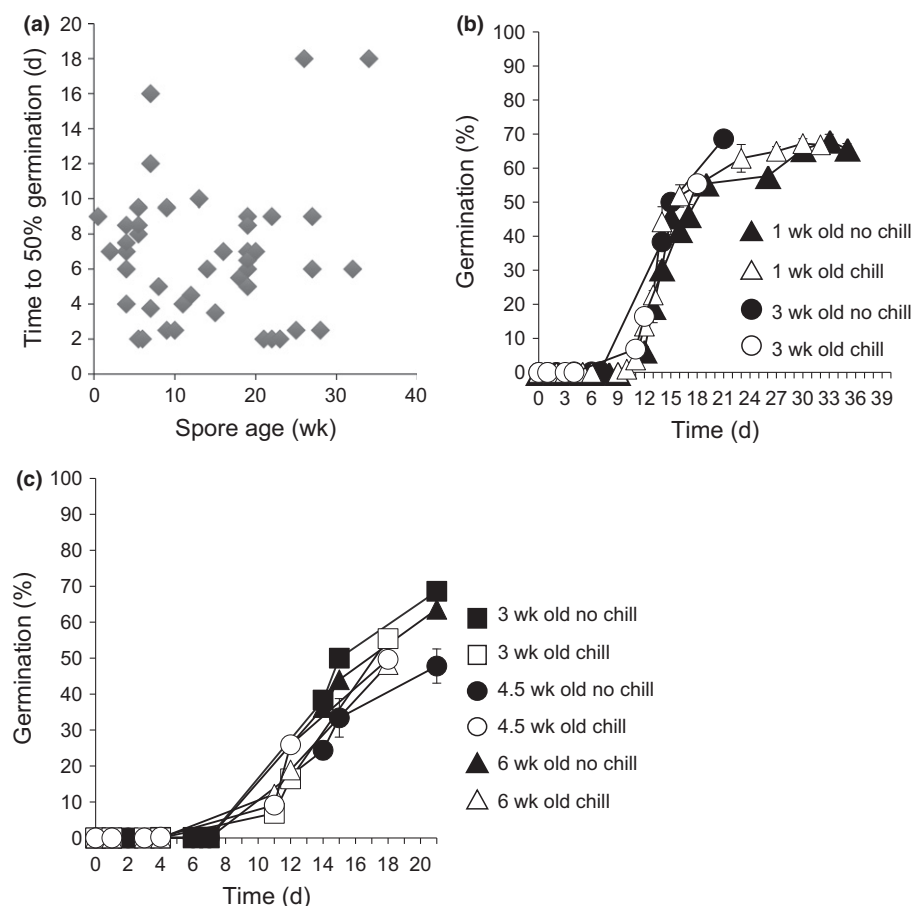 (a)
20
18
16
14
12
10
8
6
4
2
0
Time to 50% germination (d)
0 10 20 30 40
Spore age (wk)
(b)
100
90
80
70
60
50
40
30
20
10
0
Germination (%)
1 wk old no chill
1 wk old chill
3 wk old no chill
3 wk old chill
0 3 6 9 12 15 18 21 24 27 30 33 36 39
Time (d)
(c)
100
90
80
70
60
50
40
30
20
10
0
Germination (%)
3 wk old no chill
3 wk old chill
4.5 wk old no chill
4.5 wk old chill
6 wk old no chill
6 wk old chill
0 2 4 6 8 10 12 14 16 18 20
Time (d)